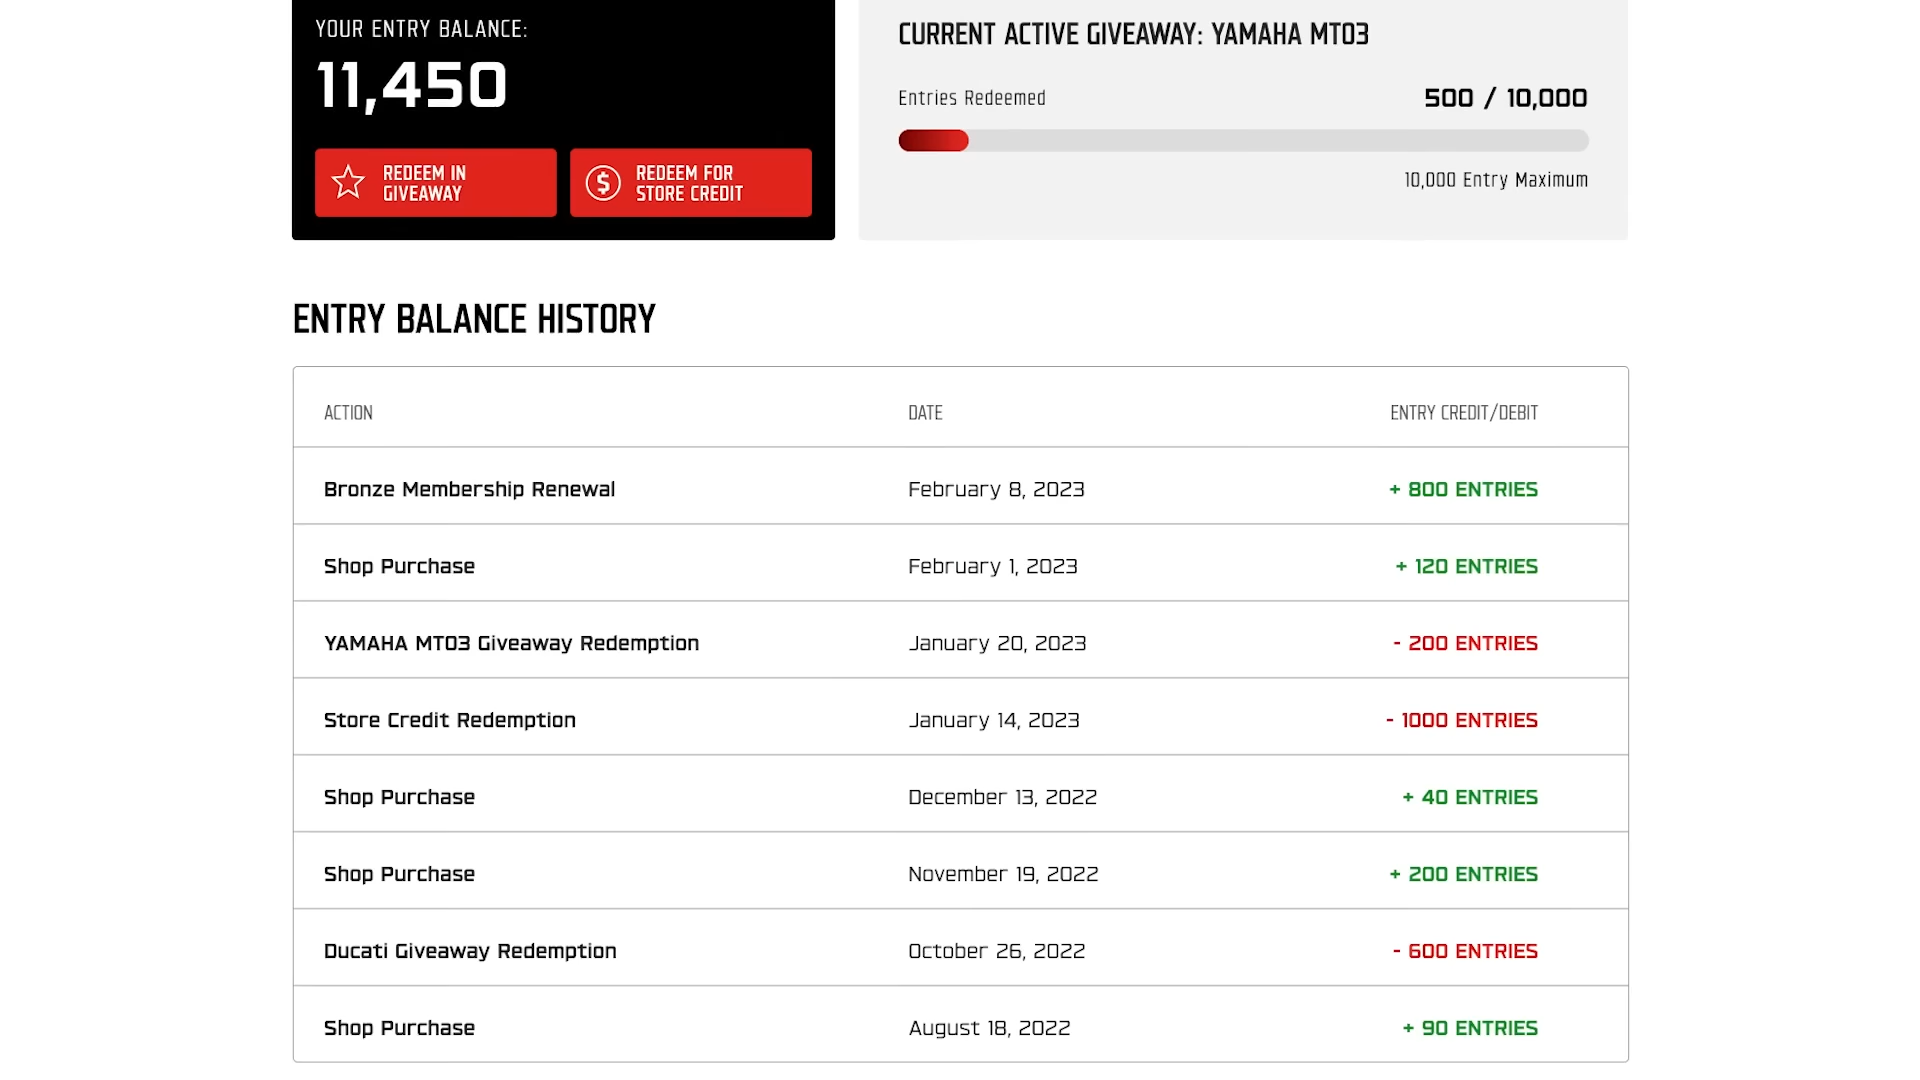 YOUR ENTRY BALANCE:
11,450
REDEEM IN
GIVEAWAY
REDEEM FOR
STORE CREDIT
CURRENT ACTIVE GIVEAWAY: YAMAHA MT03
Entries Redeemed 500 / 10,000
10,000 Entry Maximum
ENTRY BALANCE HISTORY
ACTION DATE ENTRY CREDIT/DEBIT
Bronze Membership Renewal February 8, 2023 + 800 ENTRIES
Shop Purchase February 1, 2023 + 120 ENTRIES
YAMAHA MT03 Giveaway Redemption January 20, 2023 - 200 ENTRIES
Store Credit Redemption January 14, 2023 - 1000 ENTRIES
Shop Purchase December 13, 2022 + 40 ENTRIES
Shop Purchase November 19, 2022 + 200 ENTRIES
Ducati Giveaway Redemption October 26, 2022 - 600 ENTRIES
Shop Purchase August 18, 2022 + 90 ENTRIES